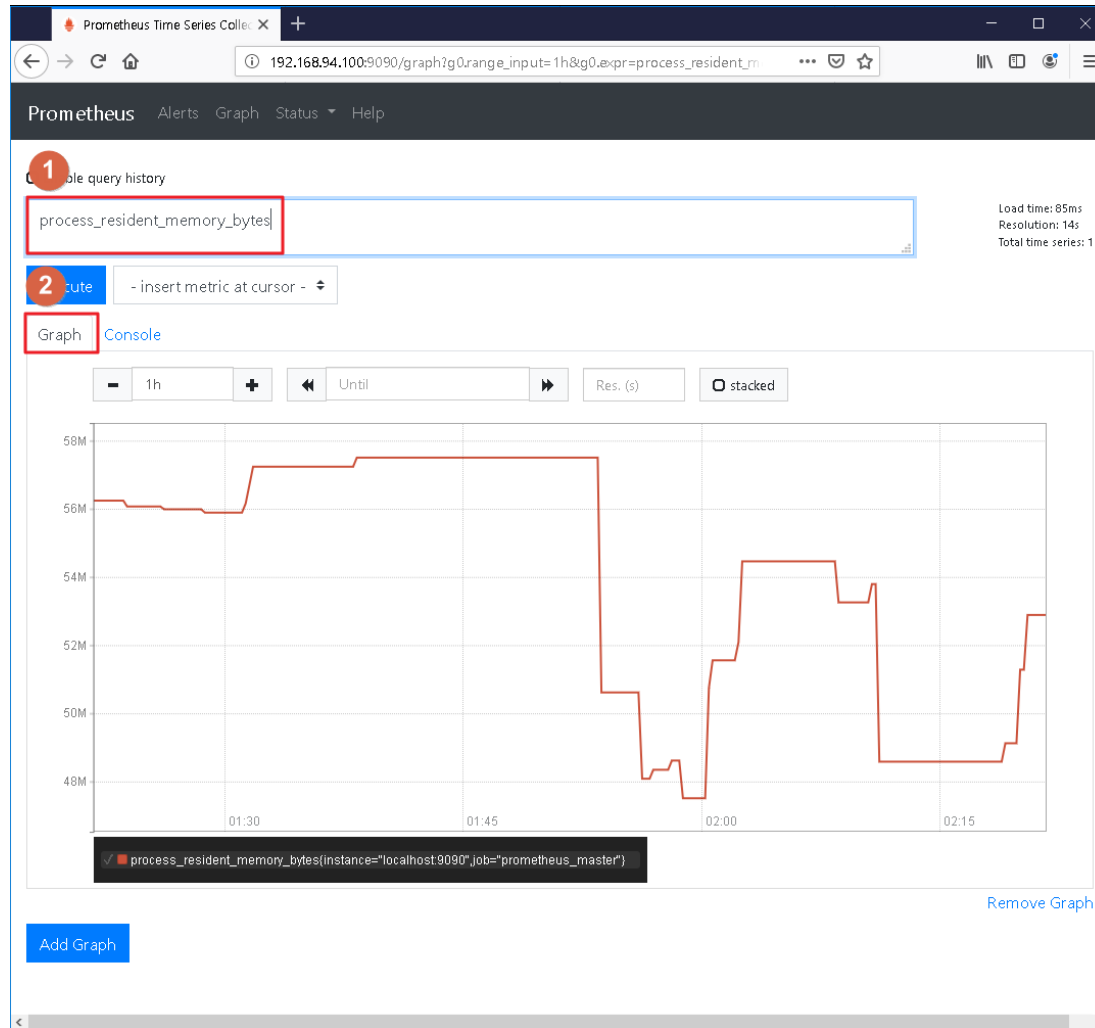 Prometheus Time Series Collec
192.168.94.100:9090/graph?g0.range_input=1h&g0.expr=process_resident_m
Prometheus Alerts Graph Status Help
1
ble query history
process_resident_memory_bytes
Load time: 85ms
Resolution: 14s
Total time series: 1
2
cute
- insert metric at cursor -
Graph Console
1h
Until
Res. (s)
stacked
58M
56M
54M
52M
50M
48M
01:30 01:45 02:00 02:15
process_resident_memory_bytes{instance="localhost:9090",job="prometheus_master"}
Remove Graph
Add Graph